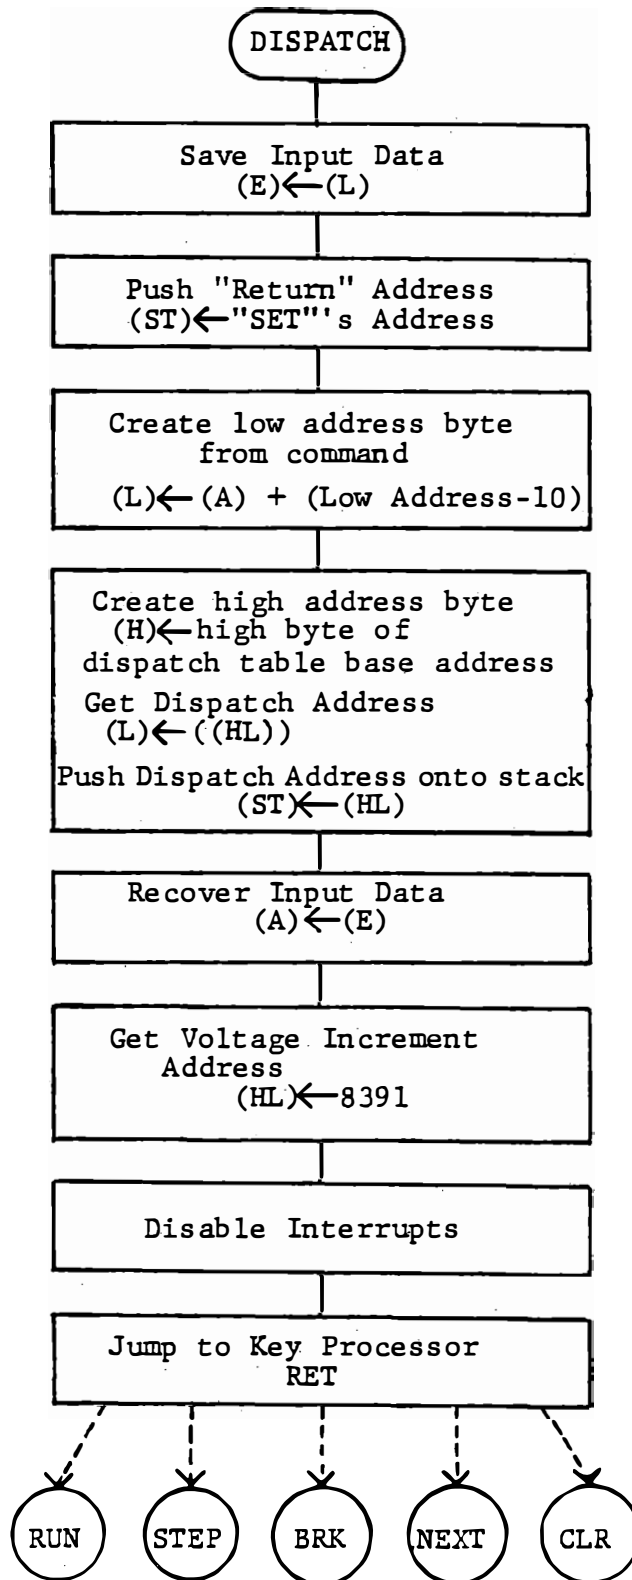 DISPATCH
Save Input Data
(E)←(L)
Push "Return" Address
(ST)←"SET"'s Address
Create low address byte
from command
(L)←(A) + (Low Address-10)
Create high address byte
(H)←high byte of
dispatch table base address
Get Dispatch Address
(L)←((HL))
Push Dispatch Address onto stack
(ST)←(HL)
Recover Input Data
(A)←(E)
Get Voltage Increment
Address
(HL)←8391
Disable Interrupts
Jump to Key Processor
RET
RUN STEP BRK NEXT CLR